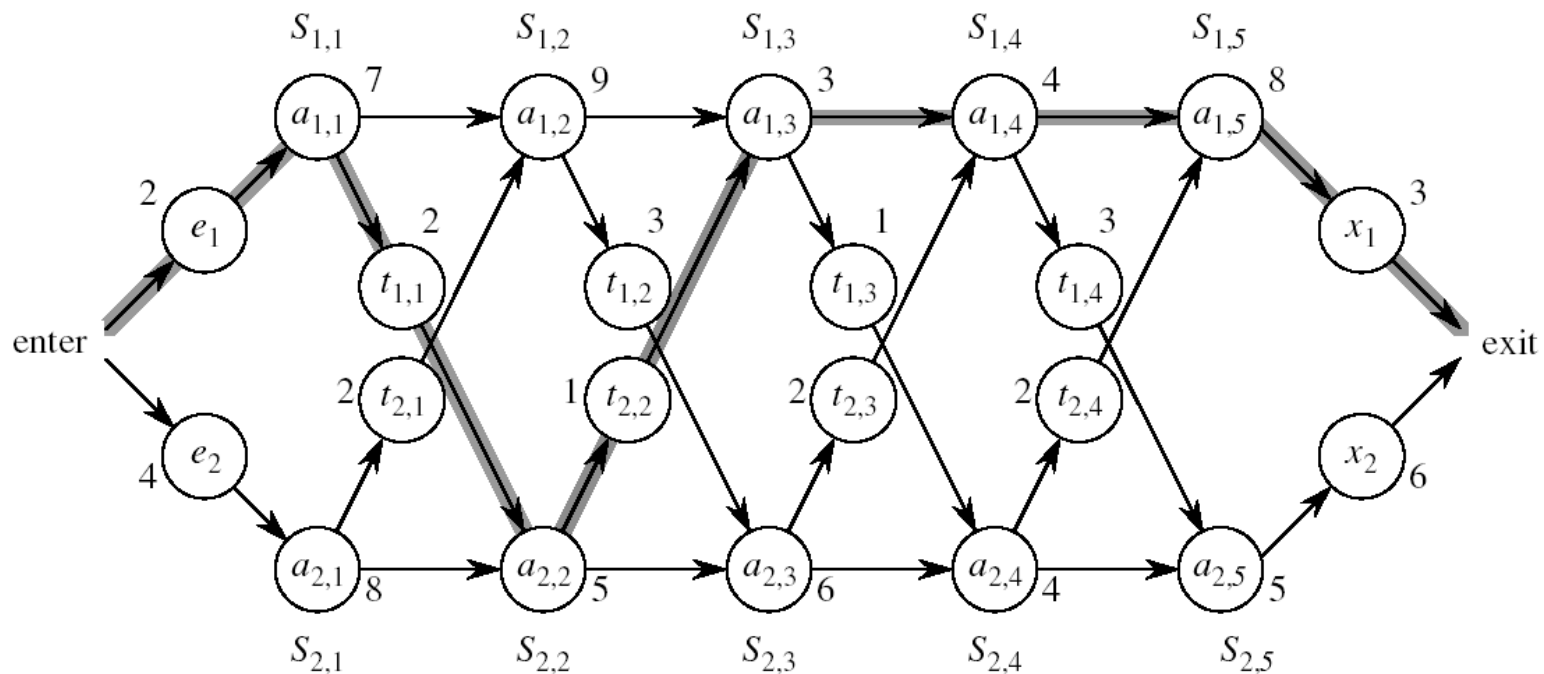 S1,1 S1,2 S1,3 S1,4 S1,5
7 9 3 4 8
a1,1 a1,2 a1,3 a1,4 a1,5
2 3
e1 2 3 1 3 x1
t1,1 t1,2 t1,3 t1,4
enter exit
2 t2,1 1 t2,2 2 t2,3 2 t2,4
e2 x2
4 6
a2,1 a2,2 a2,3 a2,4 a2,5
8 5 6 4 5
S2,1 S2,2 S2,3 S2,4 S2,5